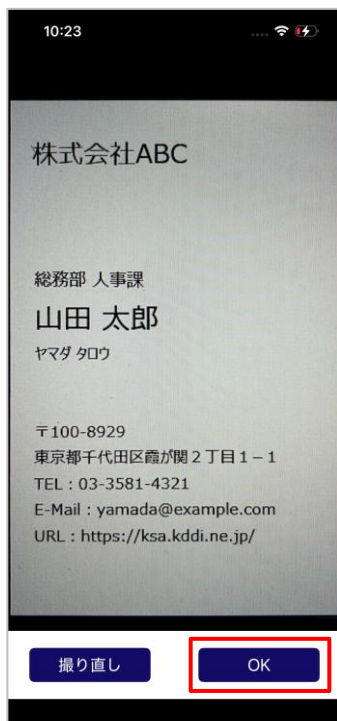 10:23
株式会社ABC
総務部 人事課
山田 太郎
ヤマダ タロウ
〒100-8929
東京都千代田区霞が関２丁目１－１
TEL：03-3581-4321
E-Mail：yamada@example.com
URL：https://ksa.kddi.ne.jp/
撮り直し
OK